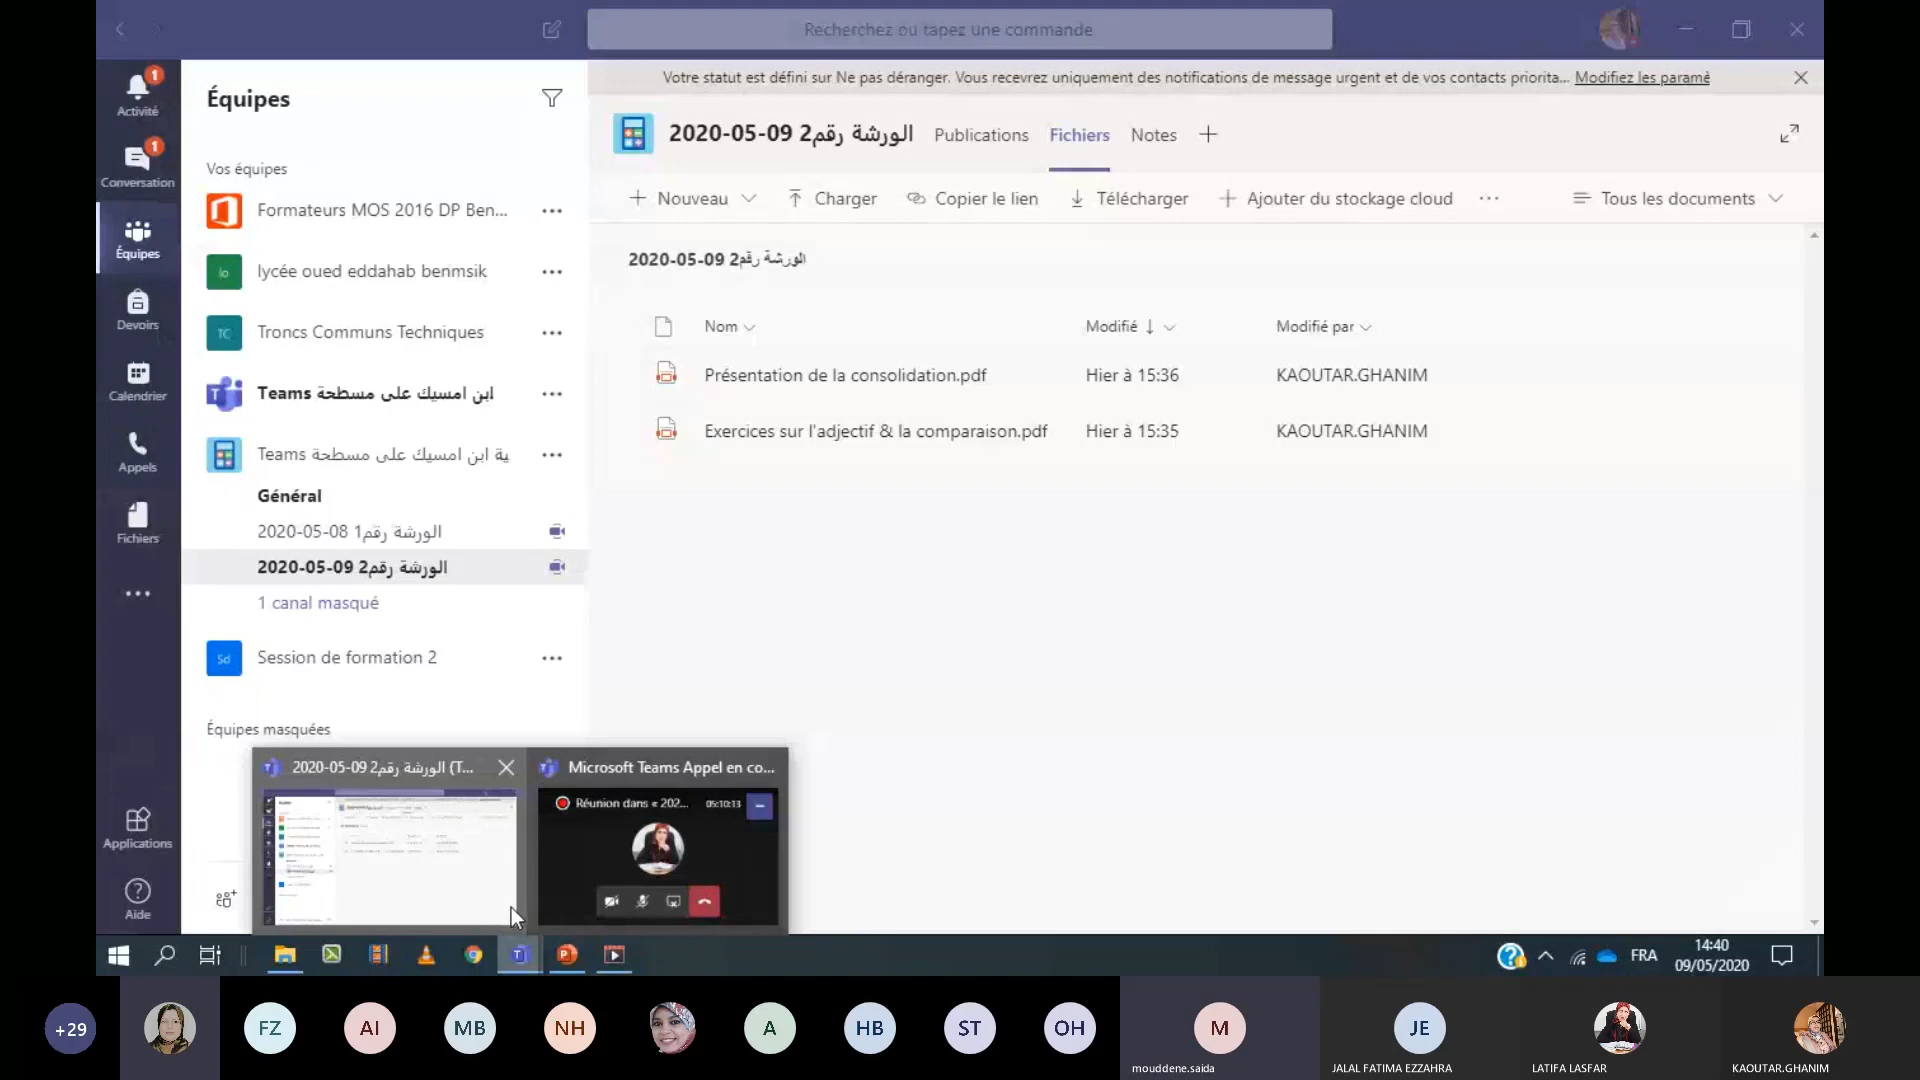 Recherchez ou tapez une commande
Votre statut est défini sur Ne pas déranger. Vous recevrez uniquement des notifications de message urgent et de vos contacts priorita... Modifiez les paramè
1
Activité
1
Conversation
Équipes
Devoirs
Calendrier
Appels
Fichiers
Applications
Aide
Équipes
Vos équipes
Formateurs MOS 2016 DP Ben...
lo
lycée oued eddahab benmsik
TC
Troncs Communs Techniques
Teams ابن امسيك على مسطحة
Teams ية ابن امسيك على مسطحة
Général
2020-05-08 الورشة رقم1
2020-05-09 الورشة رقم2
1 canal masqué
Sd
Session de formation 2
Équipes masquées
2020-05-09 الورشة رقم2
Publications
Fichiers
Notes
Nouveau
Charger
Copier le lien
Télécharger
Ajouter du stockage cloud
Tous les documents
2020-05-09 الورشة رقم2
Nom
Modifié
Modifié par
Présentation de la consolidation.pdf
Hier à 15:36
KAOUTAR.GHANIM
Exercices sur l'adjectif & la comparaison.pdf
Hier à 15:35
KAOUTAR.GHANIM
2020-05-09 الورشة رقم2 (T...
Microsoft Teams Appel en co...
Réunion dans « 202...
05:10:13
FRA
14:40
09/05/2020
+29
FZ
AI
MB
NH
A
HB
ST
OH
M
mouddene.saida
JE
JALAL FATIMA EZZAHRA
LATIFA LASFAR
KAOUTAR.GHANIM